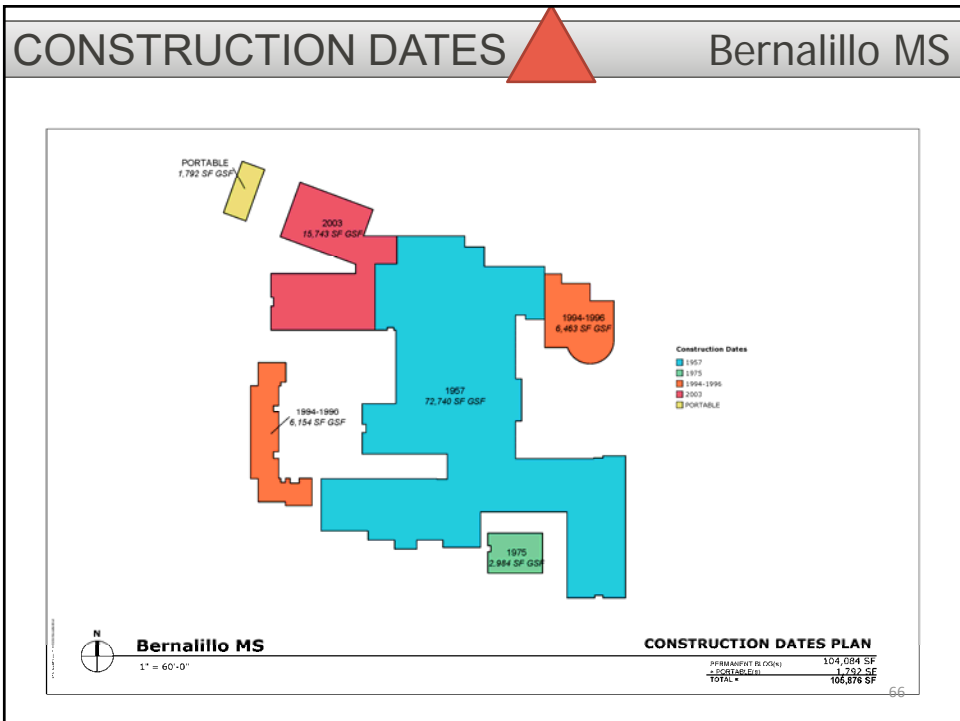 CONSTRUCTION DATES Bernalillo MS
PORTABLE
1,792 SF GSF
2003
15,743 SF GSF
1994-1996
6,463 SF GSF
Construction Dates
1957
1975
1994-1996
2003
PORTABLE
1957
72,740 SF GSF
1994-1996
6,154 SF GSF
1975
2,984 SF GSF
N
Bernalillo MS
1" = 60'-0"
CONSTRUCTION DATES PLAN
PERMANENT BLDG(s) 104,084 SF
+ PORTABLE(s) 1,792 SF
TOTAL = 105,876 SF
66